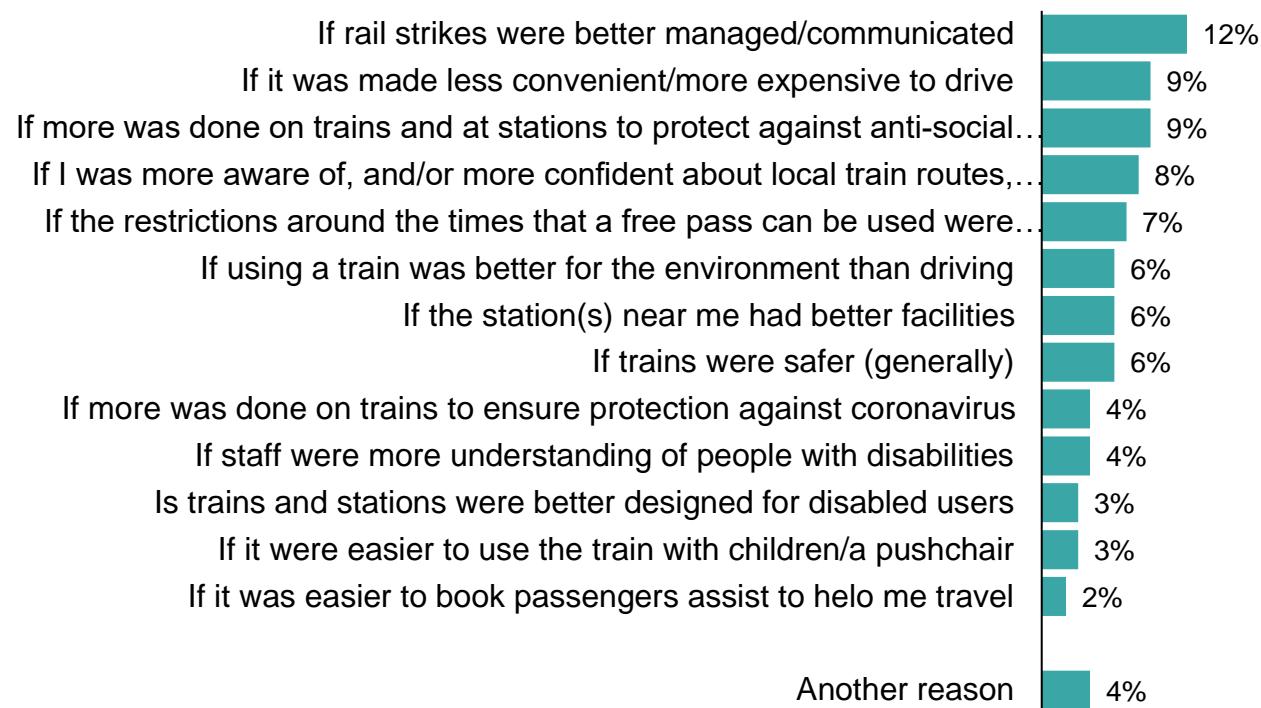 If rail strikes were better managed/communicated 12%
If it was made less convenient/more expensive to drive 9%
If more was done on trains and at stations to protect against anti-social… 9%
If I was more aware of, and/or more confident about local train routes,… 8%
If the restrictions around the times that a free pass can be used were… 7%
If using a train was better for the environment than driving 6%
If the station(s) near me had better facilities 6%
If trains were safer (generally) 6%
If more was done on trains to ensure protection against coronavirus 4%
If staff were more understanding of people with disabilities 4%
Is trains and stations were better designed for disabled users 3%
If it were easier to use the train with children/a pushchair 3%
If it was easier to book passengers assist to helo me travel 2%
Another reason 4%